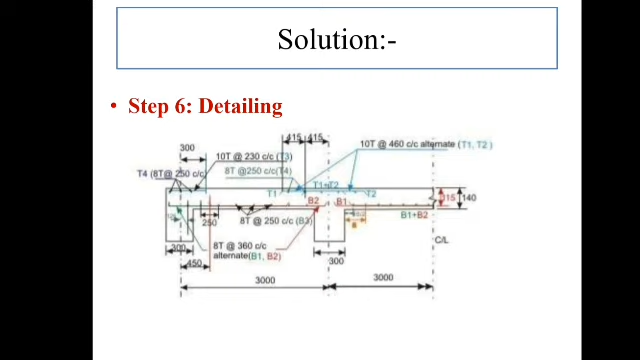 Solution:-
• Step 6: Detailing
415 415
10T @ 460 c/c alternate (T1, T2)
300
10T @ 230 c/c (T3)
8T @250 c/c(T4)
T4 (8T@ 250 c/c)
T1
T1+T2
T2
B2
B1
115
140
250
8T @ 250 c/c (B3)
B1+B2
C/L
8T @ 360 c/c
alternate(B1, B2)
300
450
300
3000
3000